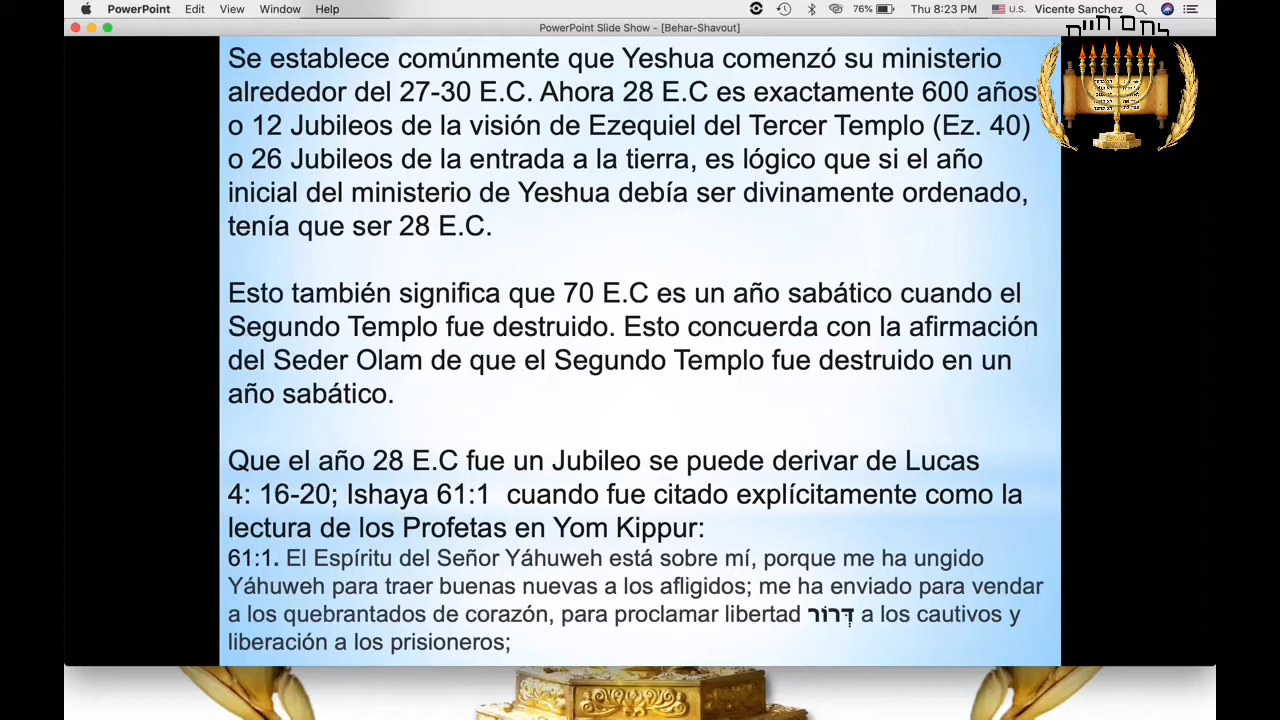 PowerPoint Edit View Window Help 76% Thu 8:23 PM U.S. Vicente Sanchez
PowerPoint Slide Show - [Behar-Shavout]
לחם חיים
Se establece comúnmente que Yeshua comenzó su ministerio
alrededor del 27-30 E.C. Ahora 28 E.C es exactamente 600 años
o 12 Jubileos de la visión de Ezequiel del Tercer Templo (Ez. 40)
o 26 Jubileos de la entrada a la tierra, es lógico que si el año
inicial del ministerio de Yeshua debía ser divinamente ordenado,
tenía que ser 28 E.C.
Esto también significa que 70 E.C es un año sabático cuando el
Segundo Templo fue destruido. Esto concuerda con la afirmación
del Seder Olam de que el Segundo Templo fue destruido en un
año sabático.
Que el año 28 E.C fue un Jubileo se puede derivar de Lucas
4: 16-20; Ishaya 61:1 cuando fue citado explícitamente como la
lectura de los Profetas en Yom Kippur:
61:1. El Espíritu del Señor Yáhuweh está sobre mí, porque me ha ungido
Yáhuweh para traer buenas nuevas a los afligidos; me ha enviado para vendar
a los quebrantados de corazón, para proclamar libertad דְּרוֹר a los cautivos y
liberación a los prisioneros;